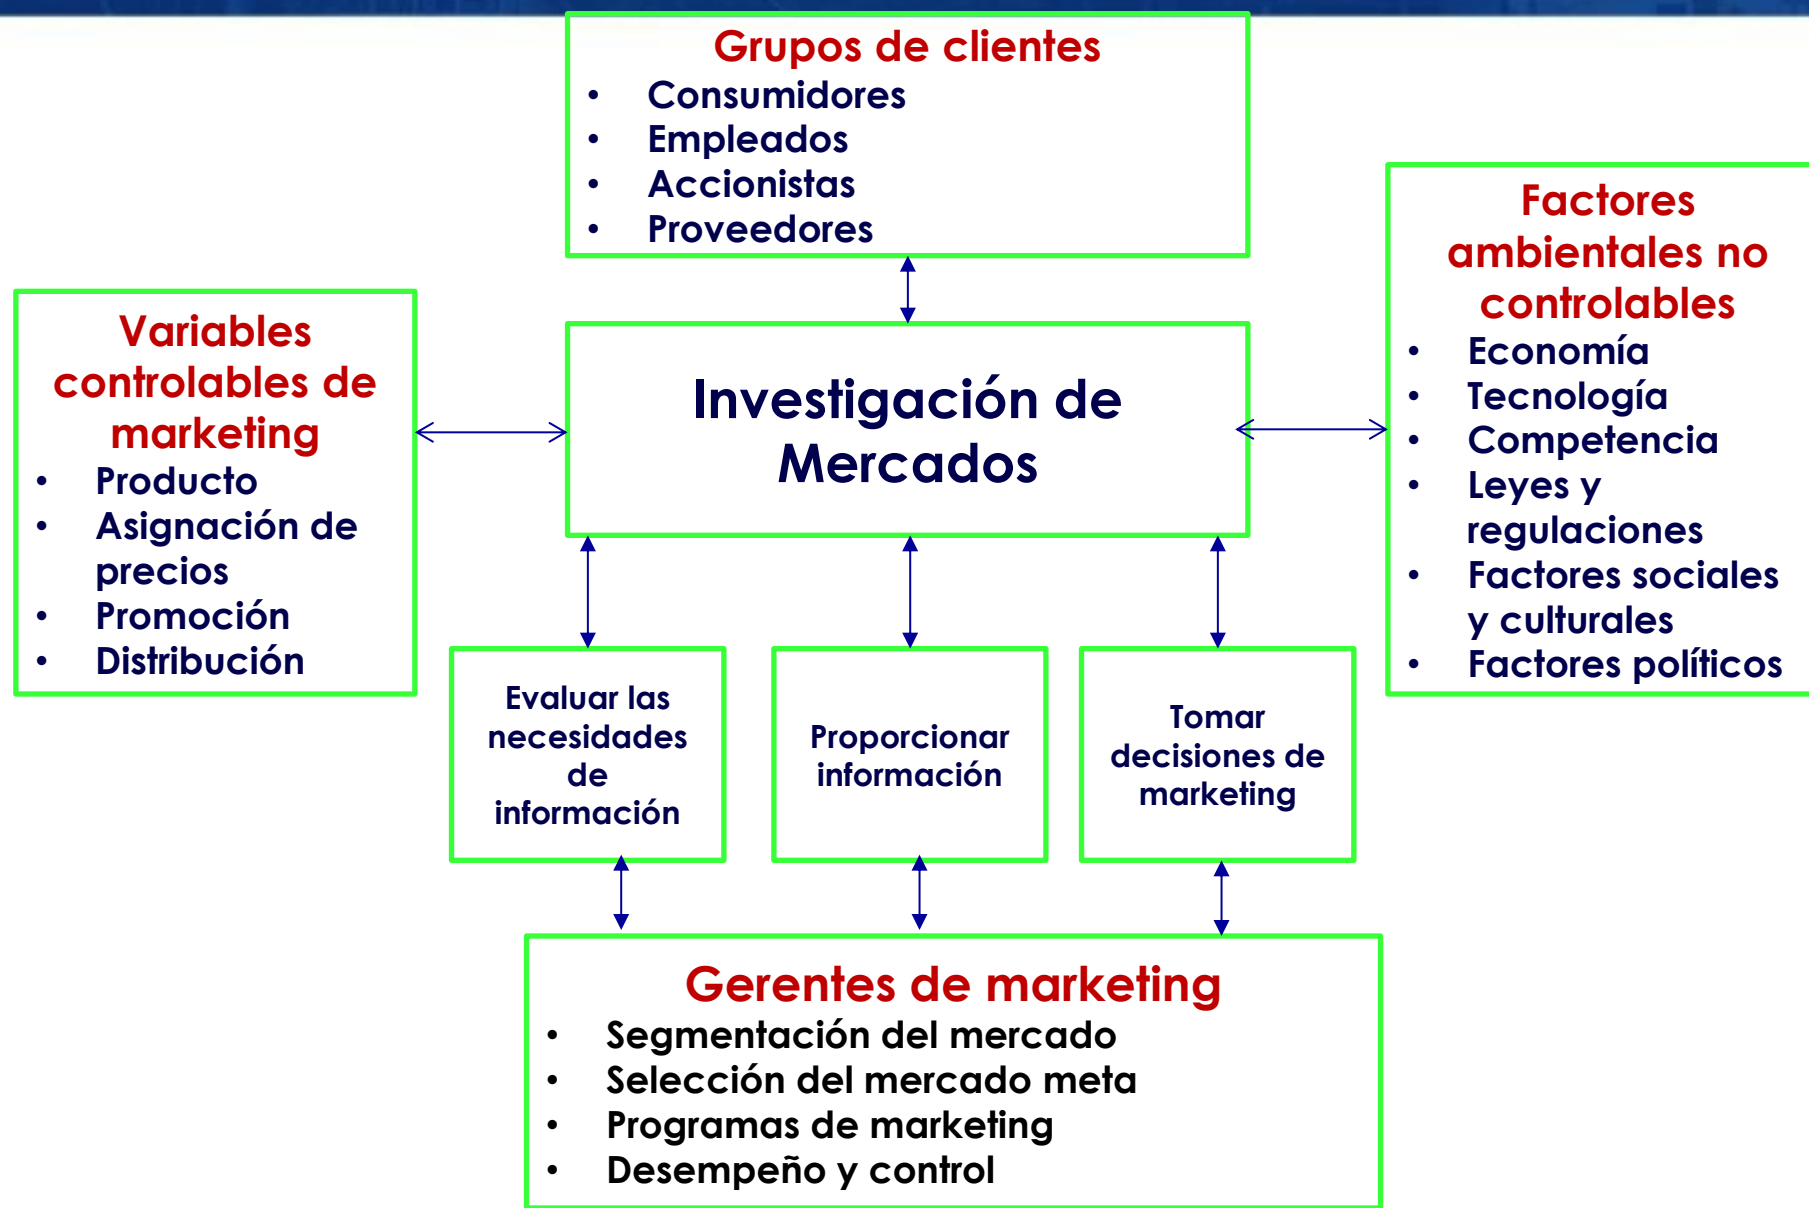 Grupos de clientes
• Consumidores
• Empleados
• Accionistas
• Proveedores
Variables
controlables de
marketing
• Producto
• Asignación de
precios
• Promoción
• Distribución
Investigación de
Mercados
Factores
ambientales no
controlables
• Economía
• Tecnología
• Competencia
• Leyes y
regulaciones
• Factores sociales
y culturales
• Factores políticos
Evaluar las
necesidades
de
información
Proporcionar
información
Tomar
decisiones de
marketing
Gerentes de marketing
• Segmentación del mercado
• Selección del mercado meta
• Programas de marketing
• Desempeño y control